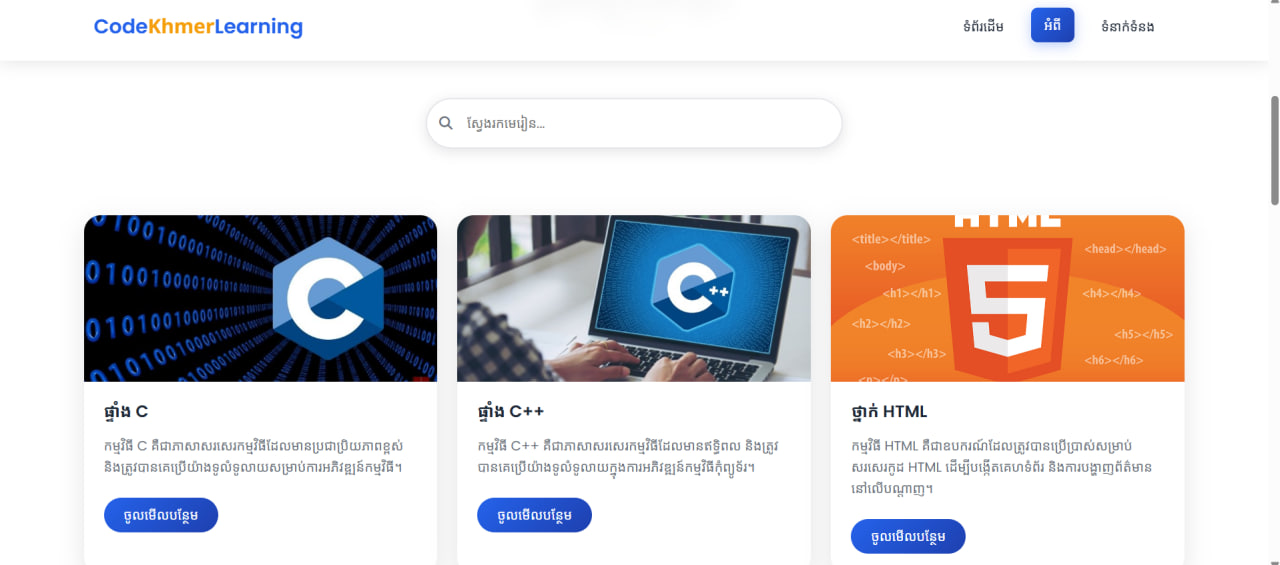 CodeKhmerLearning
ទំព័រដើម
អំពី
ទំនាក់ទំនង
ស្វែងរកមេរៀន...
<title></title>
<head></head>
<body>
<h1></h1>
<h4></h4>
<h2></h2>
<h5></h5>
<h3></h3>
<h6></h6>
ថ្នាំង C
កម្មវិធី C គឺជាភាសាសរសេរកម្មវិធីដែលមានប្រជាប្រិយភាពខ្ពស់
និងត្រូវបានគេប្រើយ៉ាងទូលំទូលាយសម្រាប់ការអភិវឌ្ឍន៍កម្មវិធី។
ចូលមើលបន្ថែម
ថ្នាំង C++
កម្មវិធី C++ គឺជាភាសាសរសេរកម្មវិធីដែលមានឥទ្ធិពល និងត្រូវ
បានគេប្រើយ៉ាងទូលំទូលាយក្នុងការអភិវឌ្ឍន៍កម្មវិធីកុំព្យូទ័រ។
ចូលមើលបន្ថែម
ថ្នាក់ HTML
កម្មវិធី HTML គឺជាឧបករណ៍ដែលត្រូវបានប្រើប្រាស់សម្រាប់
សរសេរកូដ HTML ដើម្បីបង្កើតគេហទំព័រ និងការបង្ហាញព័ត៌មាន
នៅលើបណ្តាញ។
ចូលមើលបន្ថែម